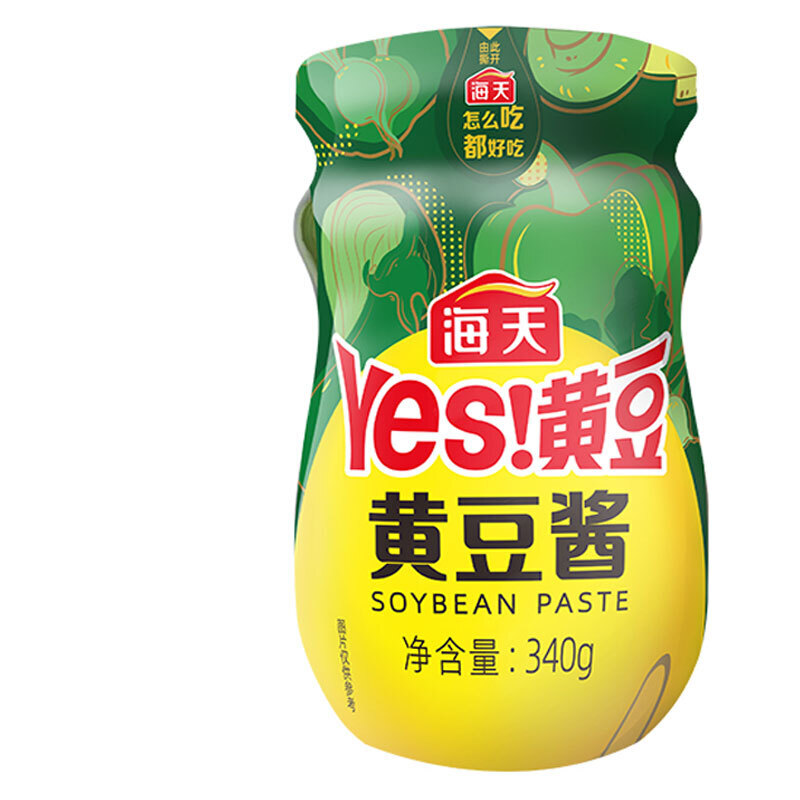 由此
撕开
海天
怎么吃
都好吃
海天
Yes!黄豆
黄豆酱
SOYBEAN PASTE
净含量:340g
图片仅供参考